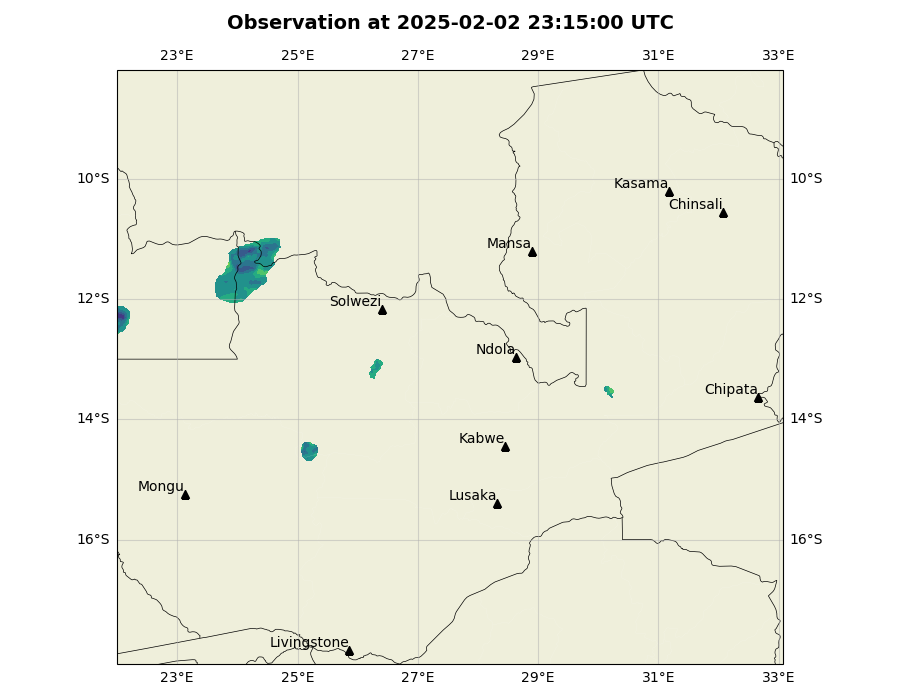 Observation at 2025-02-02 23:15:00 UTC
23°E 25°E 27°E 29°E 31°E 33°E
10°S 10°S
Kasama
Chinsali
Mansa
12°S 12°S
Solwezi
Ndola
Chipata
14°S 14°S
Kabwe
Mongu
Lusaka
16°S 16°S
Livingstone
23°E 25°E 27°E 29°E 31°E 33°E